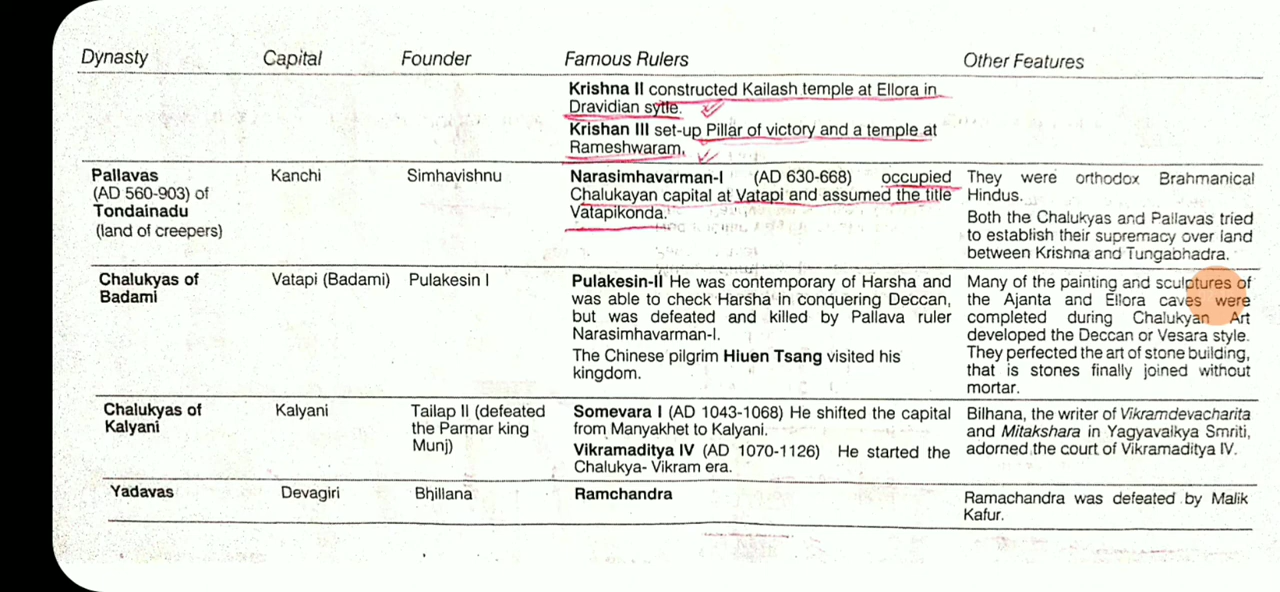 Dynasty Capital Founder Famous Rulers Other Features
Krishna II constructed Kailash temple at Ellora in
Dravidian sytle.
Krishan III set-up Pillar of victory and a temple at
Rameshwaram.
Pallavas
(AD 560-903) of
Tondainadu
(land of creepers)
Kanchi
Simhavishnu
Narasimhavarman-I (AD 630-668) occupied
Chalukayan capital at Vatapi and assumed the title
Vatapikonda.
They were orthodox Brahmanical
Hindus.
Both the Chalukyas and Pallavas tried
to establish their supremacy over land
between Krishna and Tungabhadra.
Chalukyas of
Badami
Vatapi (Badami)
Pulakesin I
Pulakesin-II He was contemporary of Harsha and
was able to check Harsha in conquering Deccan,
but was defeated and killed by Pallava ruler
Narasimhavarman-I.
The Chinese pilgrim Hiuen Tsang visited his
kingdom.
Many of the painting and sculptures of
the Ajanta and Ellora caves were
completed during Chalukyan Art
developed the Deccan or Vesara style.
They perfected the art of stone building,
that is stones finally joined without
mortar.
Chalukyas of
Kalyani
Kalyani
Tailap II (defeated
the Parmar king
Munj)
Somevara I (AD 1043-1068) He shifted the capital
from Manyakhet to Kalyani.
Vikramaditya IV (AD 1070-1126) He started the
Chalukya- Vikram era.
Bilhana, the writer of Vikramdevacharita
and Mitakshara in Yagyavalkya Smriti,
adorned the court of Vikramaditya IV.
Yadavas
Devagiri
Bhillana
Ramchandra
Ramachandra was defeated by Malik
Kafur.